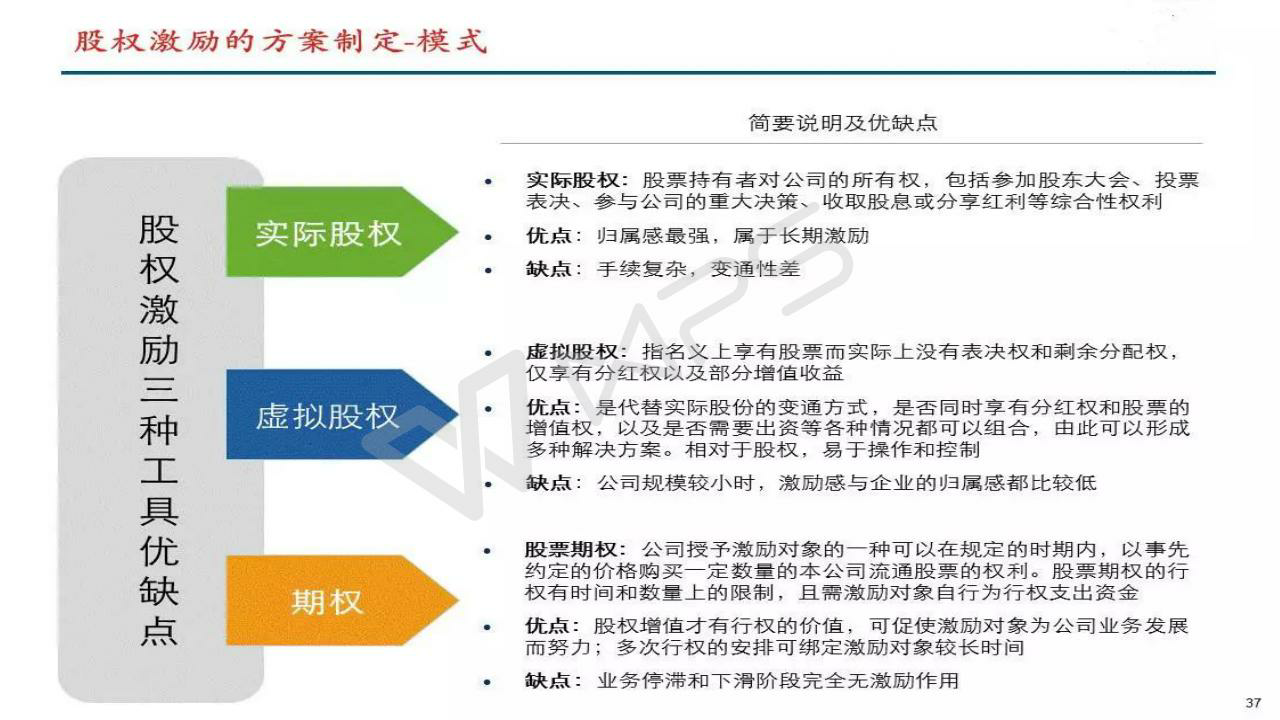 股权激励的方案制定-模式
简要说明及优缺点
股权激励三种工具优缺点
实际股权
• 实际股权：股票持有者对公司的所有权，包括参加股东大会、投票
表决、参与公司的重大决策、收取股息或分享红利等综合性权利
• 优点：归属感最强，属于长期激励
• 缺点：手续复杂，变通性差
虚拟股权
• 虚拟股权：指名义上享有股票而实际上没有表决权和剩余分配权，
仅享有分红权以及部分增值收益
• 优点：是代替实际股份的变通方式，是否同时享有分红权和股票的
增值权，以及是否需要出资等各种情况都可以组合，由此可以形成
多种解决方案。相对于股权，易于操作和控制
• 缺点：公司规模较小时，激励感与企业的归属感都比较低
期权
• 股票期权：公司授予激励对象的一种可以在规定的时期内，以事先
约定的价格购买一定数量的本公司流通股票的权利。股票期权的行
权有时间和数量上的限制，且需激励对象自行为行权支出资金
• 优点：股权增值才有行权的价值，可促使激励对象为公司业务发展
而努力；多次行权的安排可绑定激励对象较长时间
• 缺点：业务停滞和下滑阶段完全无激励作用
WPS
37